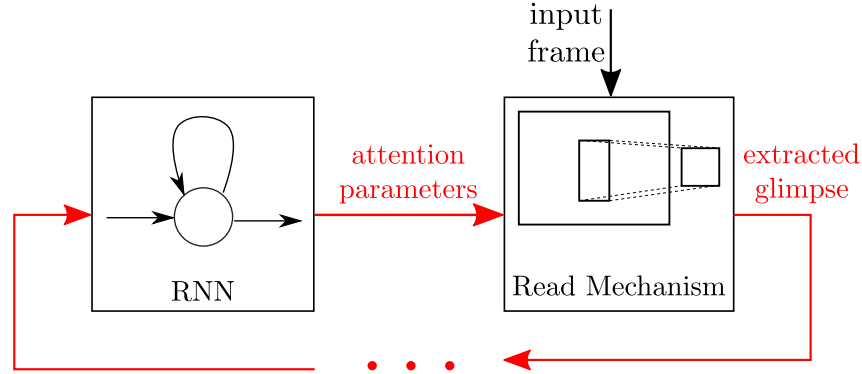 input
frame
attention
parameters
extracted
glimpse
RNN
Read Mechanism